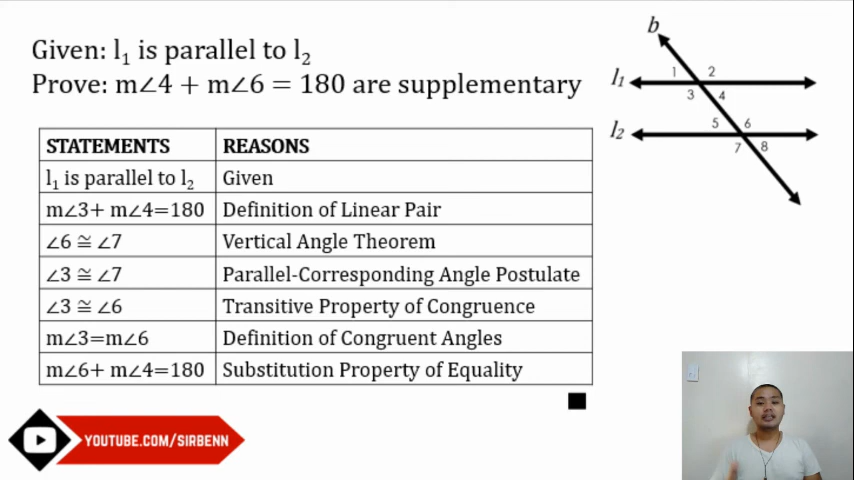 Given: l₁ is parallel to l₂
Prove: m∠4 + m∠6 = 180 are supplementary
STATEMENTS REASONS
l₁ is parallel to l₂ Given
m∠3+ m∠4=180 Definition of Linear Pair
∠6 ≅ ∠7 Vertical Angle Theorem
∠3 ≅ ∠7 Parallel-Corresponding Angle Postulate
∠3 ≅ ∠6 Transitive Property of Congruence
m∠3=m∠6 Definition of Congruent Angles
m∠6+ m∠4=180 Substitution Property of Equality
b
l₁ 1 2
3 4
l₂ 5 6
7 8
YOUTUBE.COM/SIRBENN